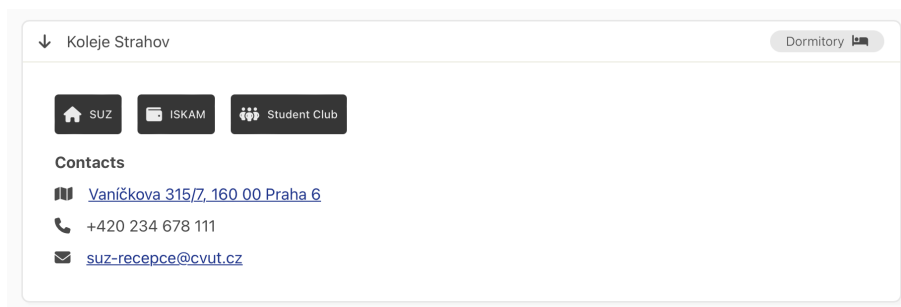 Koleje Strahov
Dormitory
SUZ
ISKAM
Student Club
Contacts
Vaníčkova 315/7, 160 00 Praha 6
+420 234 678 111
suz-recepce@cvut.cz